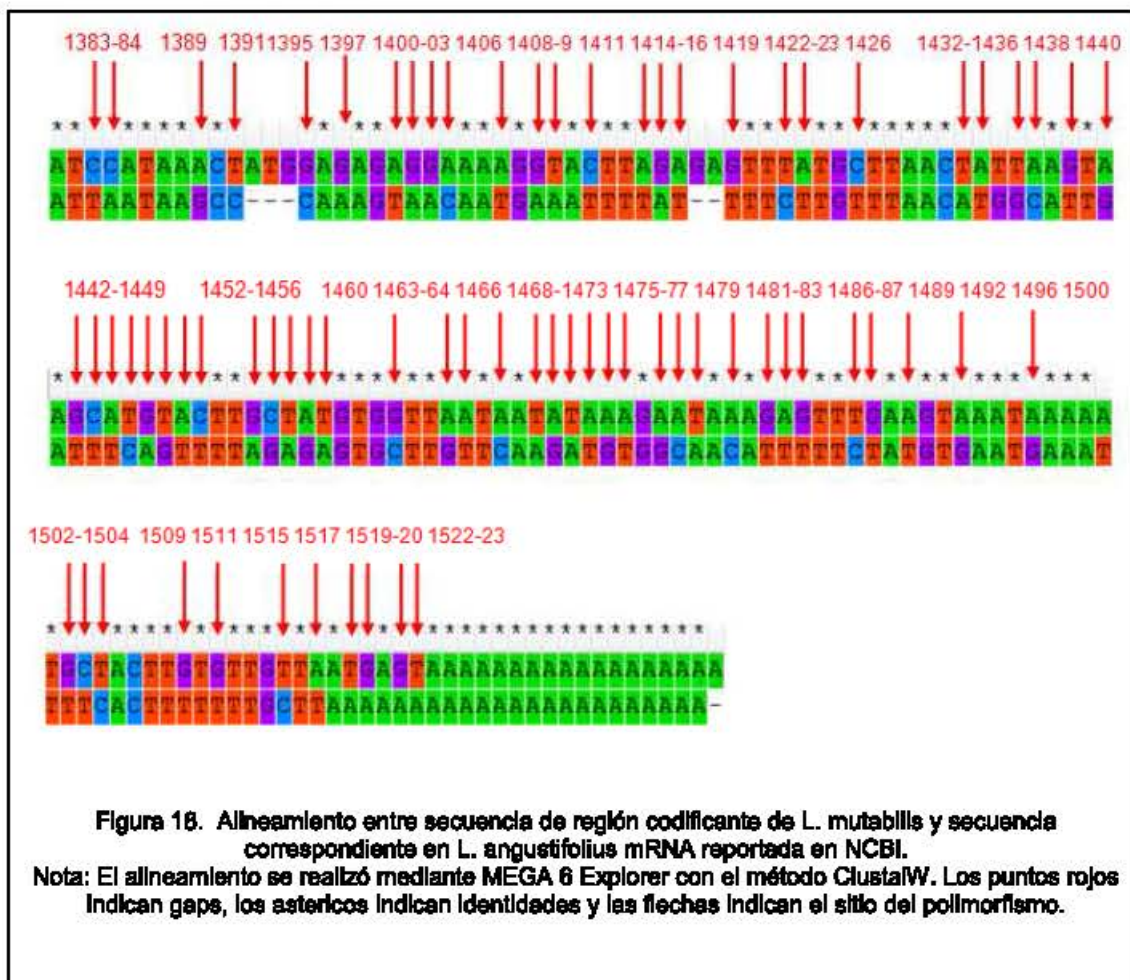 1383-84 1389 1391 1395 1397 1400-03 1406 1408-9 1411 1414-16 1419 1422-23 1426 1432-1436 1438 1440
ATCCATAAACTATGGAGAGAGGAAAAGGTACTTAGAGAGTTTATGCTTAACTATTAAGTA
ATTAATAAGCC---CAAAGTAACAATGAAATTTTAT--TTTCTTGTTTAACATGGCATTG
1442-1449 1452-1456 1460 1463-64 1466 1468-1473 1475-77 1479 1481-83 1486-87 1489 1492 1496 1500
AGCATGTACTTGCTATGTGGTTAATAATATAAAGAATAAAGAGTTTGAAGTAAATAAAAA
ATTTCAGTTTTAGAGAGTGCTTGTTCAAGATGTGGCAACATTTTTCTATGTGAATGAAAT
1502-1504 1509 1511 1515 1517 1519-20 1522-23
TGCTACTTGTGTTGTTAATGAGTAAAAAAAAAAAAAAAAAA
TTTCACTTTTTTTGCTTAAAAAAAAAAAAAAAAAAAAAAA-
Figura 16. Alineamiento entre secuencia de región codificante de L. mutabilis y secuencia
correspondiente en L. angustifolius mRNA reportada en NCBI.
Nota: El alineamiento se realizó mediante MEGA 6 Explorer con el método ClustalW. Los puntos rojos
indican gaps, los astericos indican identidades y las flechas indican el sitio del polimorfismo.